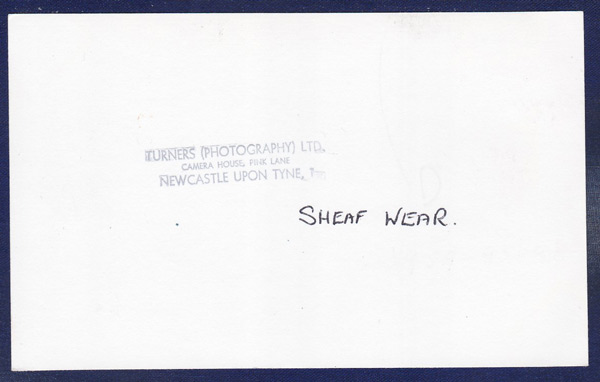 TURNERS (PHOTOGRAPHY) LTD.
CAMERA HOUSE, PINK LANE
NEWCASTLE UPON TYNE,
SHEAF WEAR.